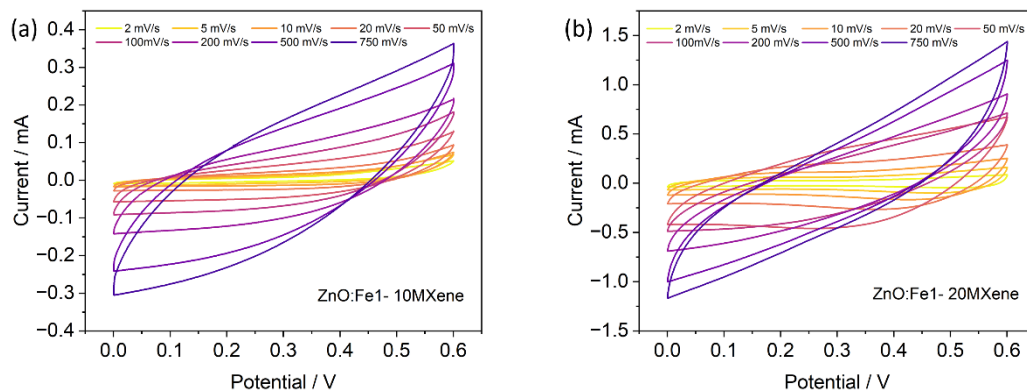 (a)
2 mV/s 5 mV/s 10 mV/s 20 mV/s 50 mV/s
100mV/s 200 mV/s 500 mV/s 750 mV/s
0.4
0.3
0.2
0.1
0.0
−0.1
−0.2
−0.3
−0.4
Current / mA
ZnO:Fe1- 10MXene
0.0 0.1 0.2 0.3 0.4 0.5 0.6
Potential / V
(b)
2 mV/s 5 mV/s 10 mV/s 20 mV/s 50 mV/s
100mV/s 200 mV/s 500 mV/s 750 mV/s
1.5
1.0
0.5
0.0
−0.5
−1.0
−1.5
Current / mA
ZnO:Fe1- 20MXene
0.0 0.1 0.2 0.3 0.4 0.5 0.6
Potential / V